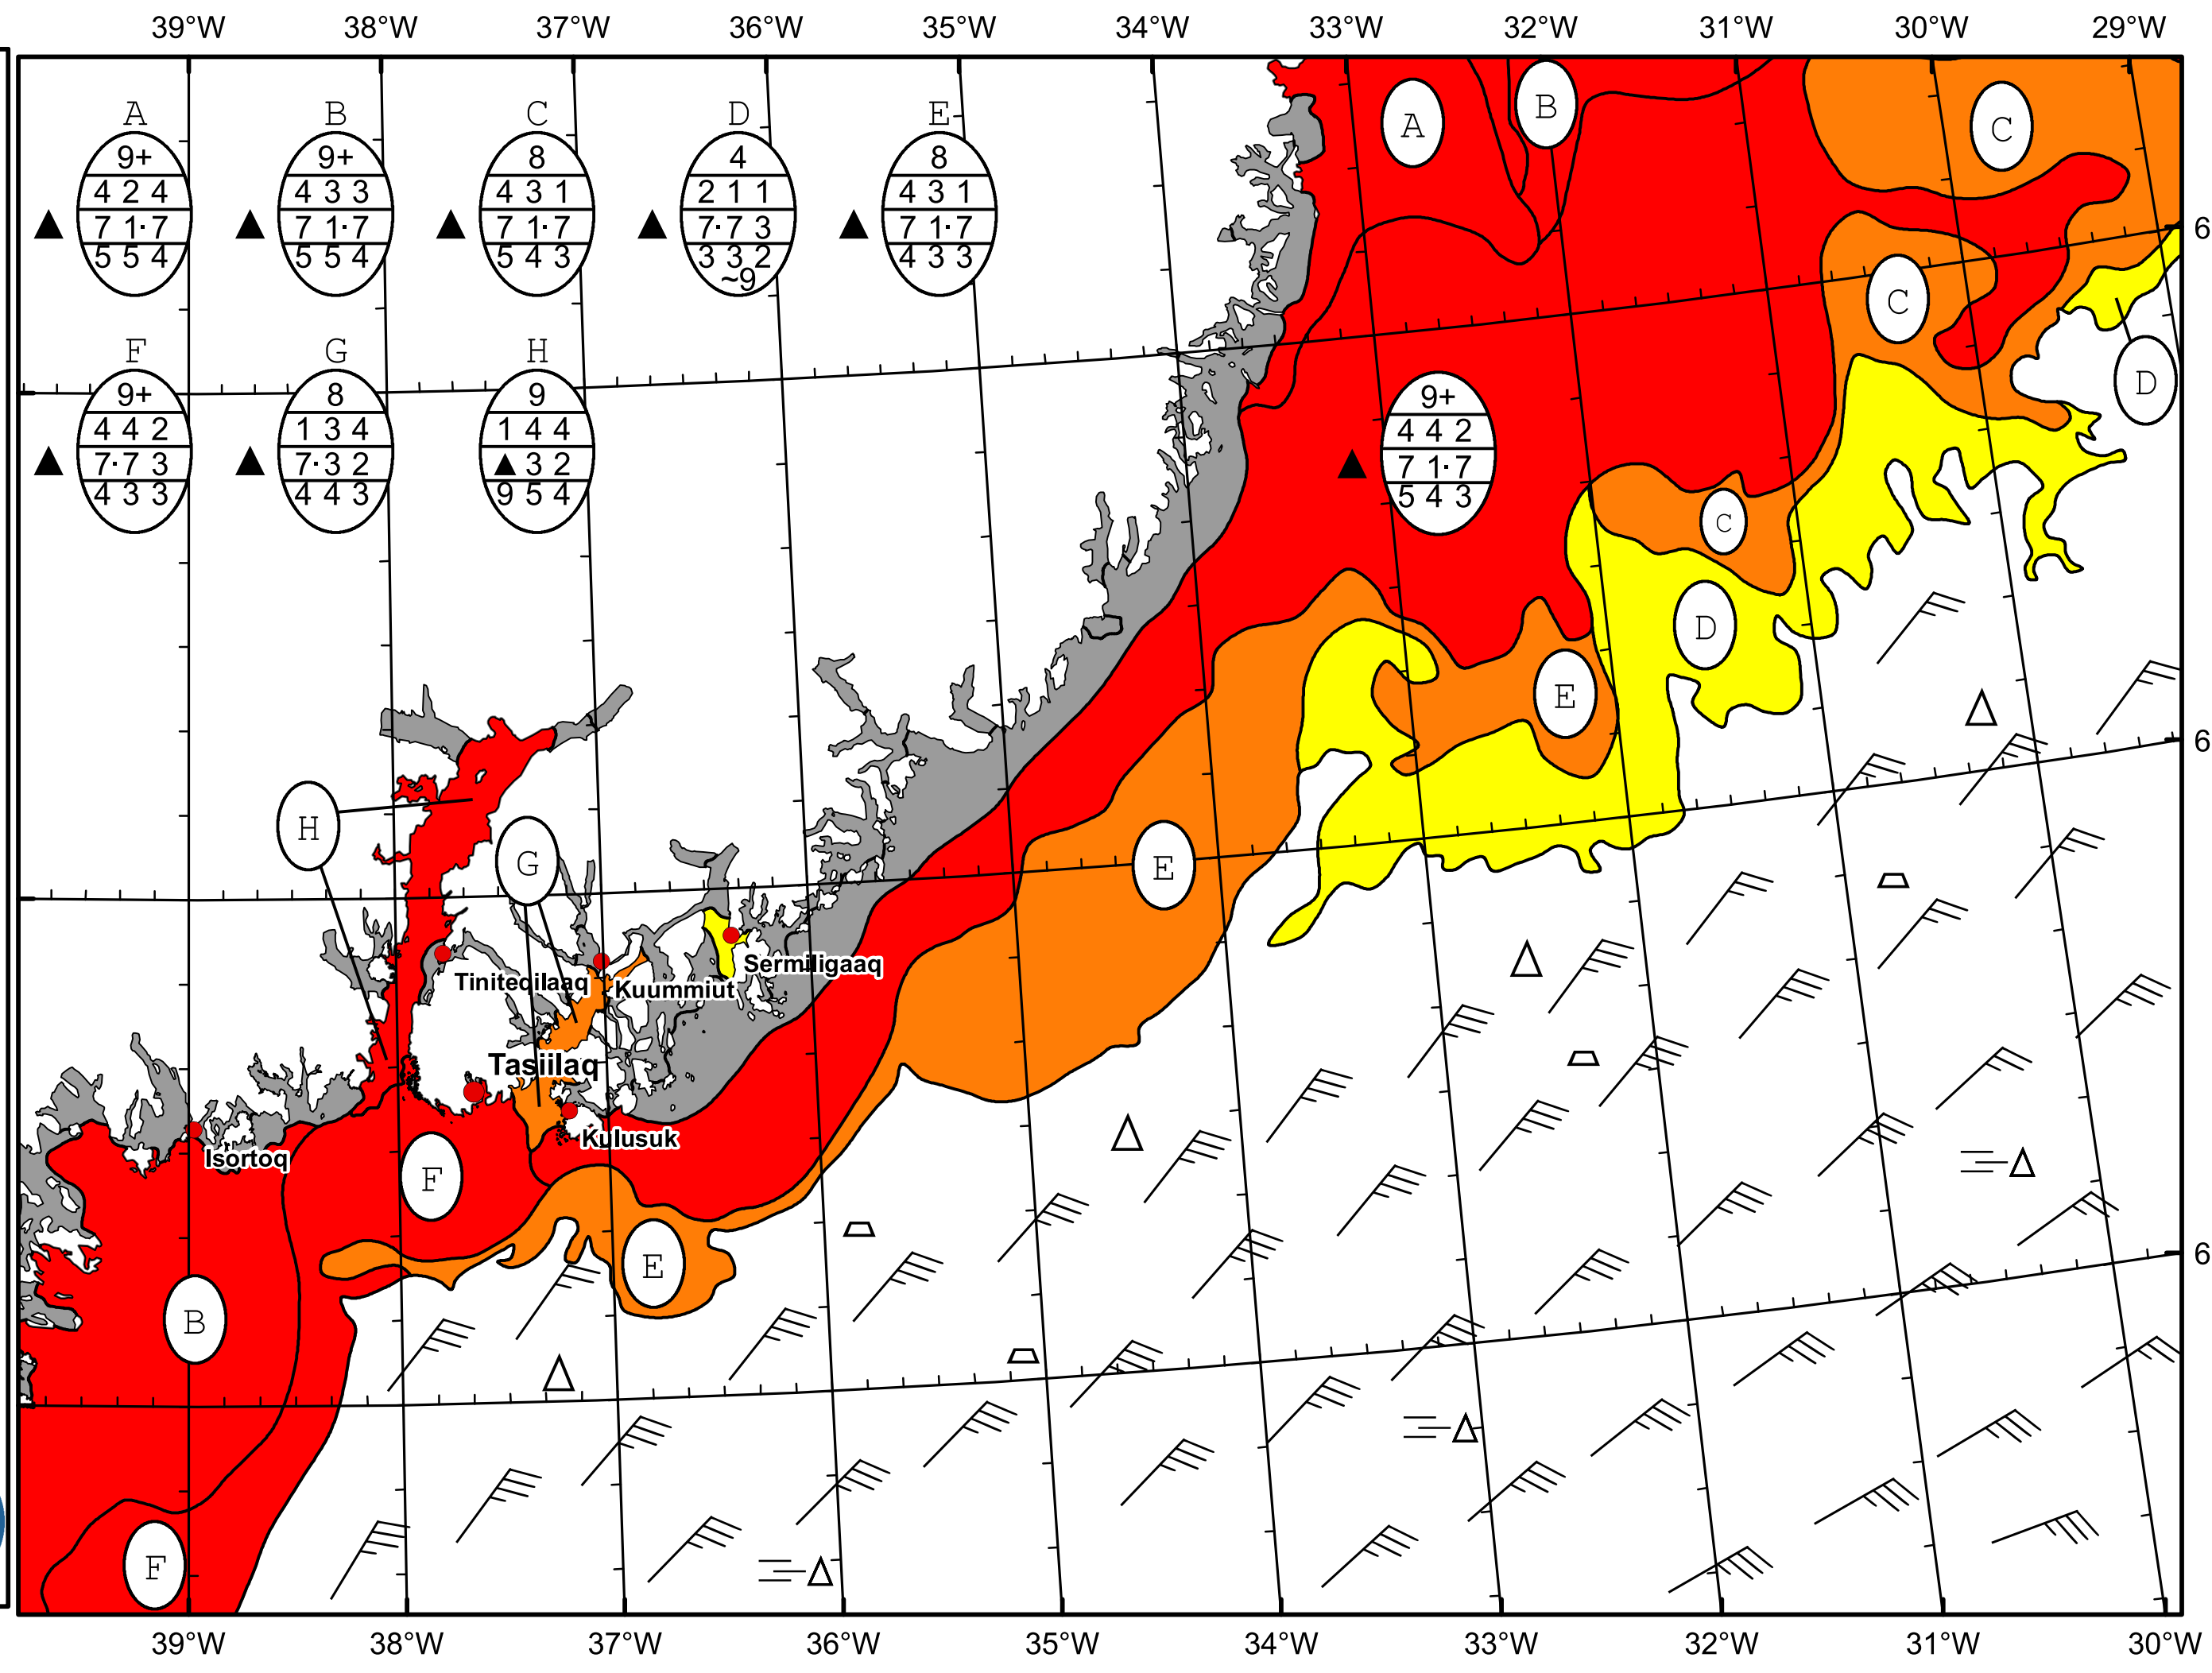 39°W 38°W 37°W 36°W 35°W 34°W 33°W 32°W 31°W 30°W 29°W
A B C D E
9+ 9+ 8 4 8
4 2 4 4 3 3 4 3 1 2 1 1 4 3 1
7 1· 7 7 1· 7 7 1· 7 7· 7 3 7 1· 7
5 5 4 5 5 4 5 4 3 3 3 2 4 3 3
~9
F G H
9+ 8 9
4 4 2 1 3 4 1 4 4
7· 7 3 7· 3 2 ▲ 3 2
4 3 3 4 4 3 9 5 4
A
B
C
6
C
D
9+
4 4 2
7 1· 7
5 4 3
C
D
E
6
H
G
E
Sermiligaaq
Tiniteqilaaq
Kuummiut
Tasiilaq
Kulusuk
Isortoq
F
E
6
B
F
39°W 38°W 37°W 36°W 35°W 34°W 33°W 32°W 31°W 30°W